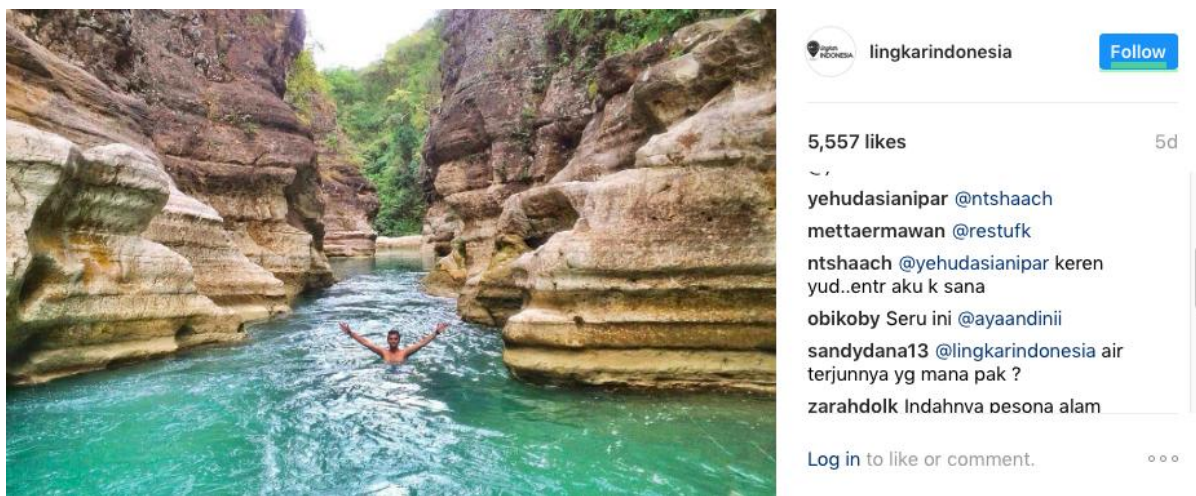 lingkarindonesia
Follow
5,557 likes
5d
yehudasianipar @ntshaach
mettaermawan @restufk
ntshaach @yehudasianipar keren
yud..entr aku k sana
obikoby Seru ini @ayaandinii
sandydana13 @lingkarindonesia air
terjunnya yg mana pak ?
zarahdolk Indahnya pesona alam
Log in to like or comment.